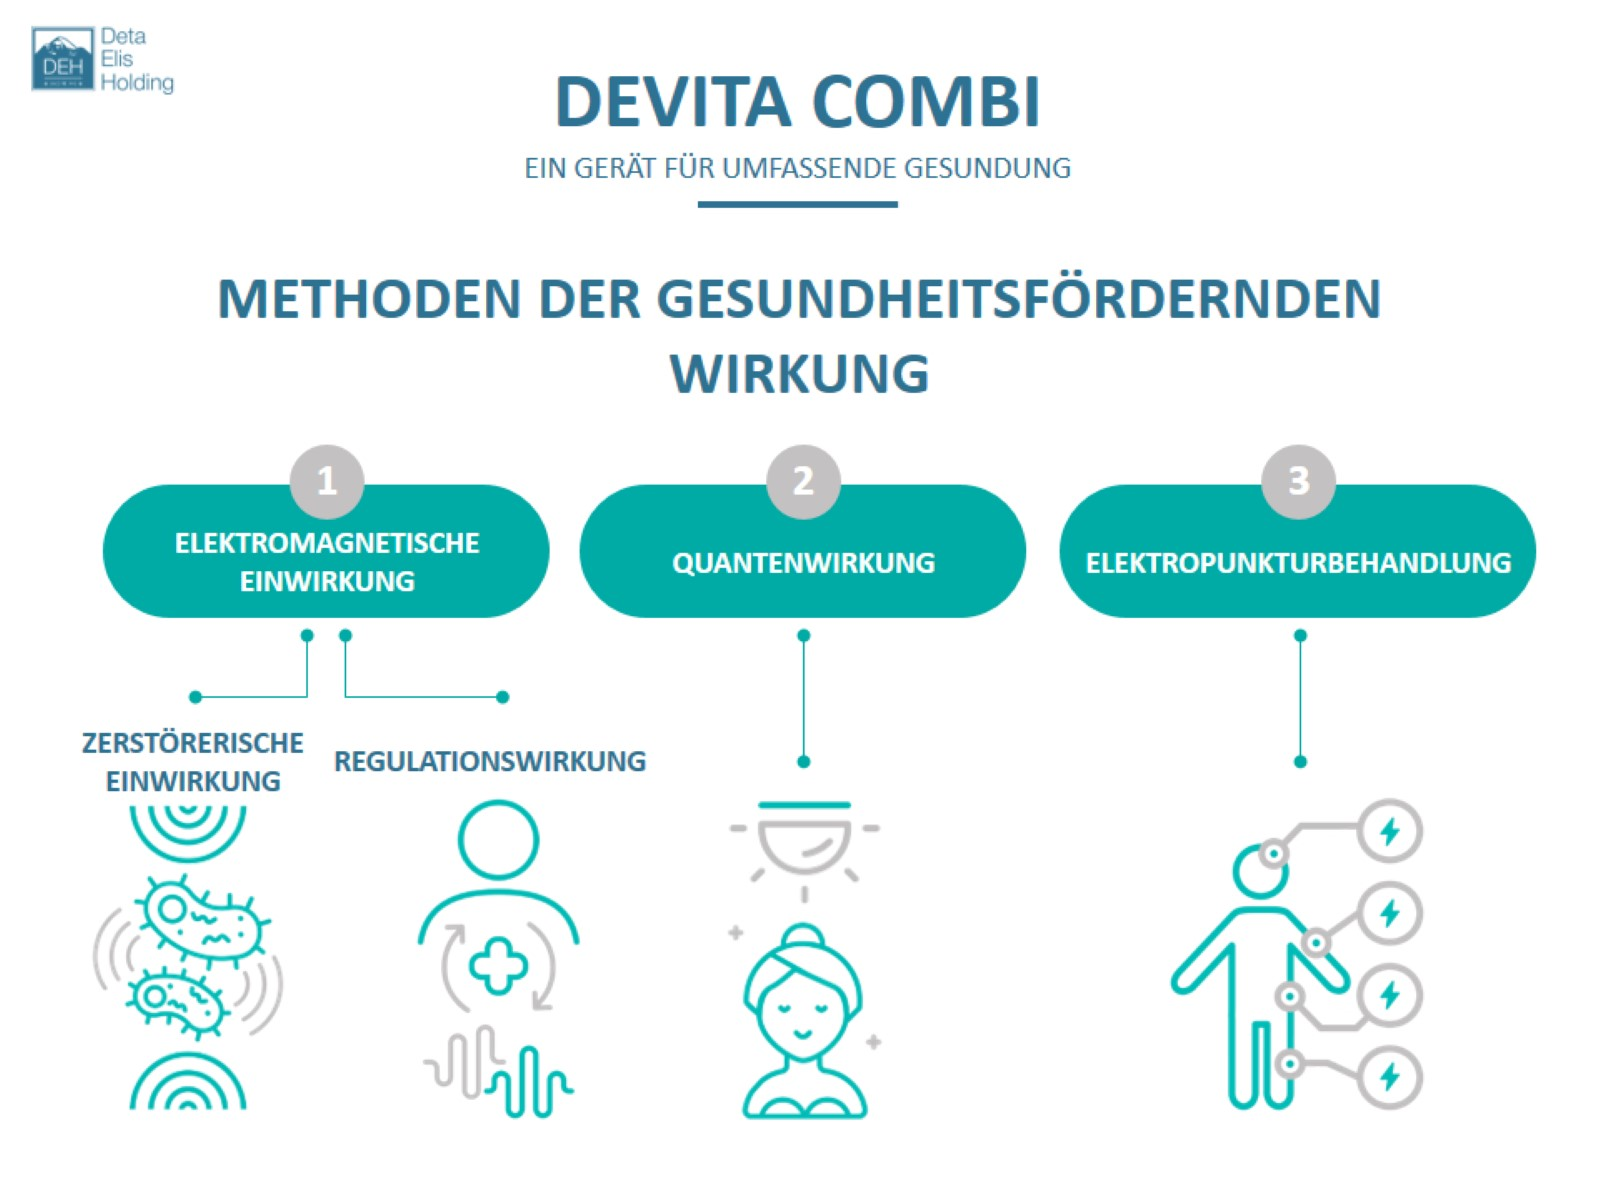 DEH
Deta
Elis
Holding
DEVITA COMBI
EIN GERÄT FÜR UMFASSENDE GESUNDUNG
METHODEN DER GESUNDHEITSFÖRDERNDEN
WIRKUNG
1
ELEKTROMAGNETISCHE
EINWIRKUNG
2
QUANTENWIRKUNG
3
ELEKTROPUNKTURBEHANDLUNG
ZERSTÖRERISCHE
EINWIRKUNG
REGULATIONSWIRKUNG